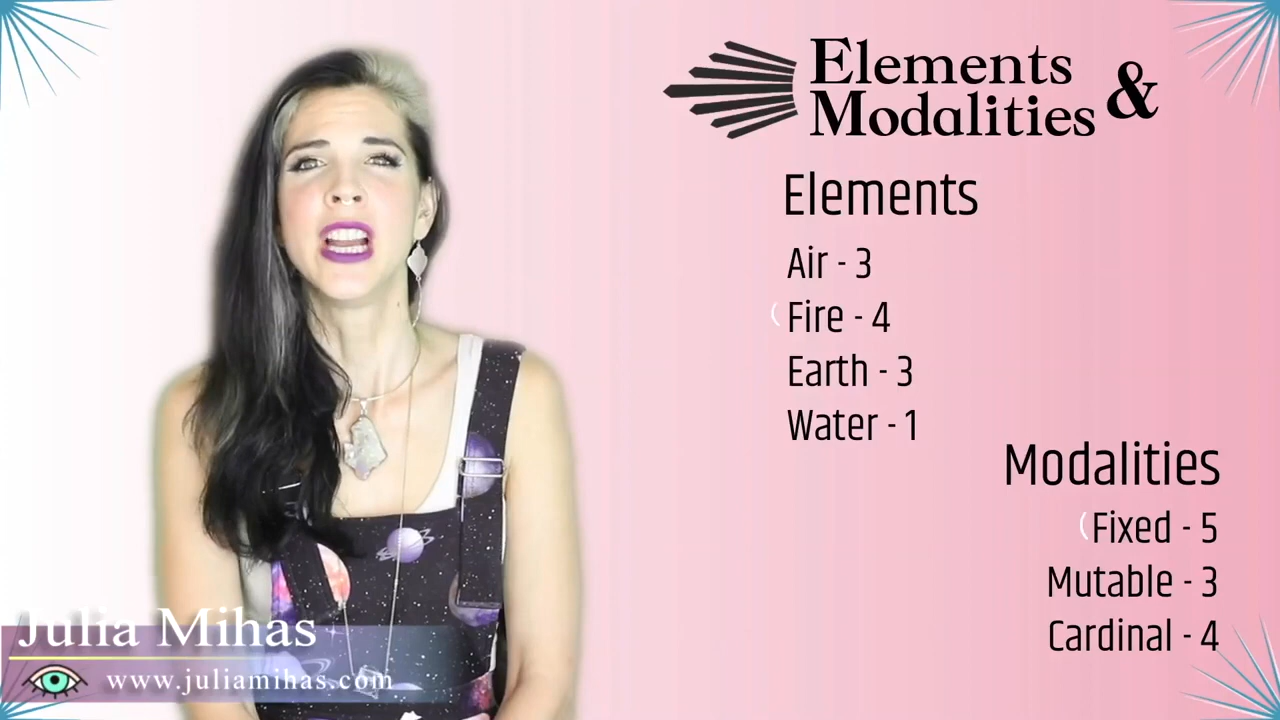 Elements
Modalities &
Elements
Air - 3
Fire - 4
Earth - 3
Water - 1
Modalities
Fixed - 5
Mutable - 3
Cardinal - 4
Julia Mihas
www.juliamihas.com